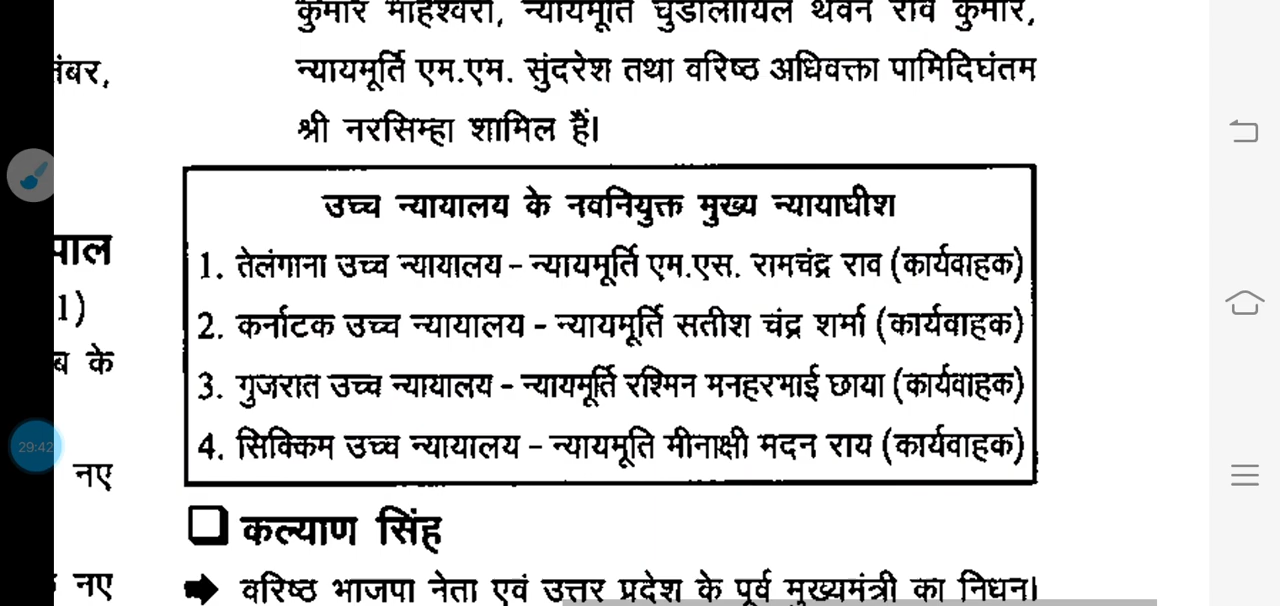 कुमार माहेश्वरी, न्यायमूर्ति चुडालायिल थेवन रवि कुमार,
न्यायमूर्ति एम.एम. सुंदरेश तथा वरिष्ठ अधिवक्ता पामिदिघंतम
श्री नरसिम्हा शामिल हैं।
उच्च न्यायालय के नवनियुक्त मुख्य न्यायाधीश
1. तेलंगाना उच्च न्यायालय – न्यायमूर्ति एम.एस. रामचंद्र राव (कार्यवाहक)
2. कर्नाटक उच्च न्यायालय - न्यायमूर्ति सतीश चंद्र शर्मा (कार्यवाहक)
3. गुजरात उच्च न्यायालय - न्यायमूर्ति रश्मिन मनहरभाई छाया (कार्यवाहक)
4. सिक्किम उच्च न्यायालय – न्यायमूर्ति मीनाक्षी मदन राय (कार्यवाहक)
कल्याण सिंह
वरिष्ठ भाजपा नेता एवं उत्तर प्रदेश के पूर्व मुख्यमंत्री का निधन।
1)
के
नए
नए
29:42